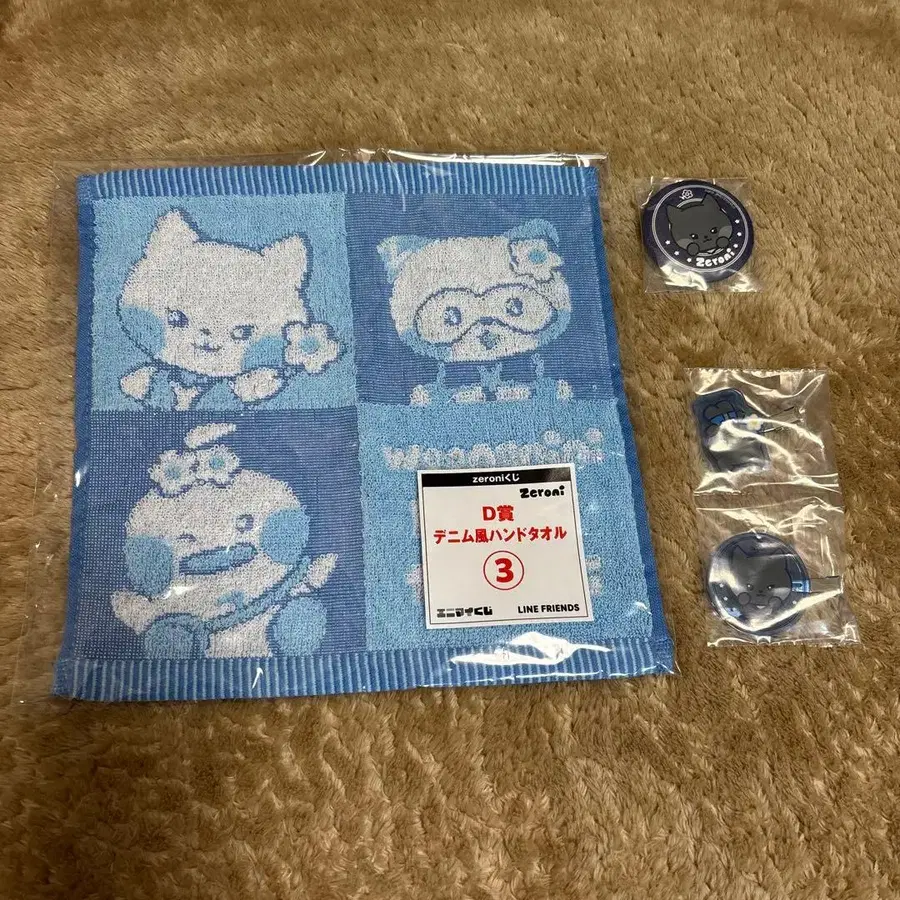 zeroniくじ
zeroni
D賞
デニム風ハンドタオル
3
エニマイくじ
LINE FRIENDS
zeroni